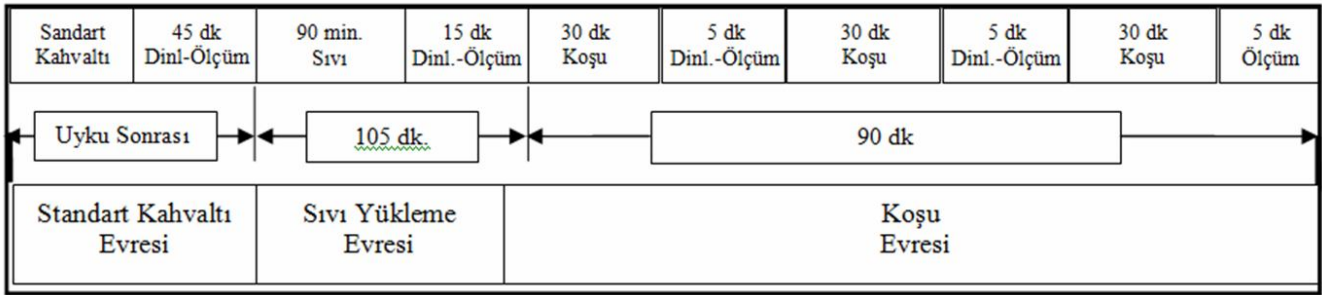 Sandart Kahvaltı
45 dk Dinl-Ölçüm
90 min. Sıvı
15 dk Dinl.-Ölçüm
30 dk Koşu
5 dk Dinl.-Ölçüm
30 dk Koşu
5 dk Dinl.-Ölçüm
30 dk Koşu
5 dk Ölçüm
Uyku Sonrası
105 dk.
90 dk
Standart Kahvaltı
Evresi
Sıvı Yükleme
Evresi
Koşu
Evresi